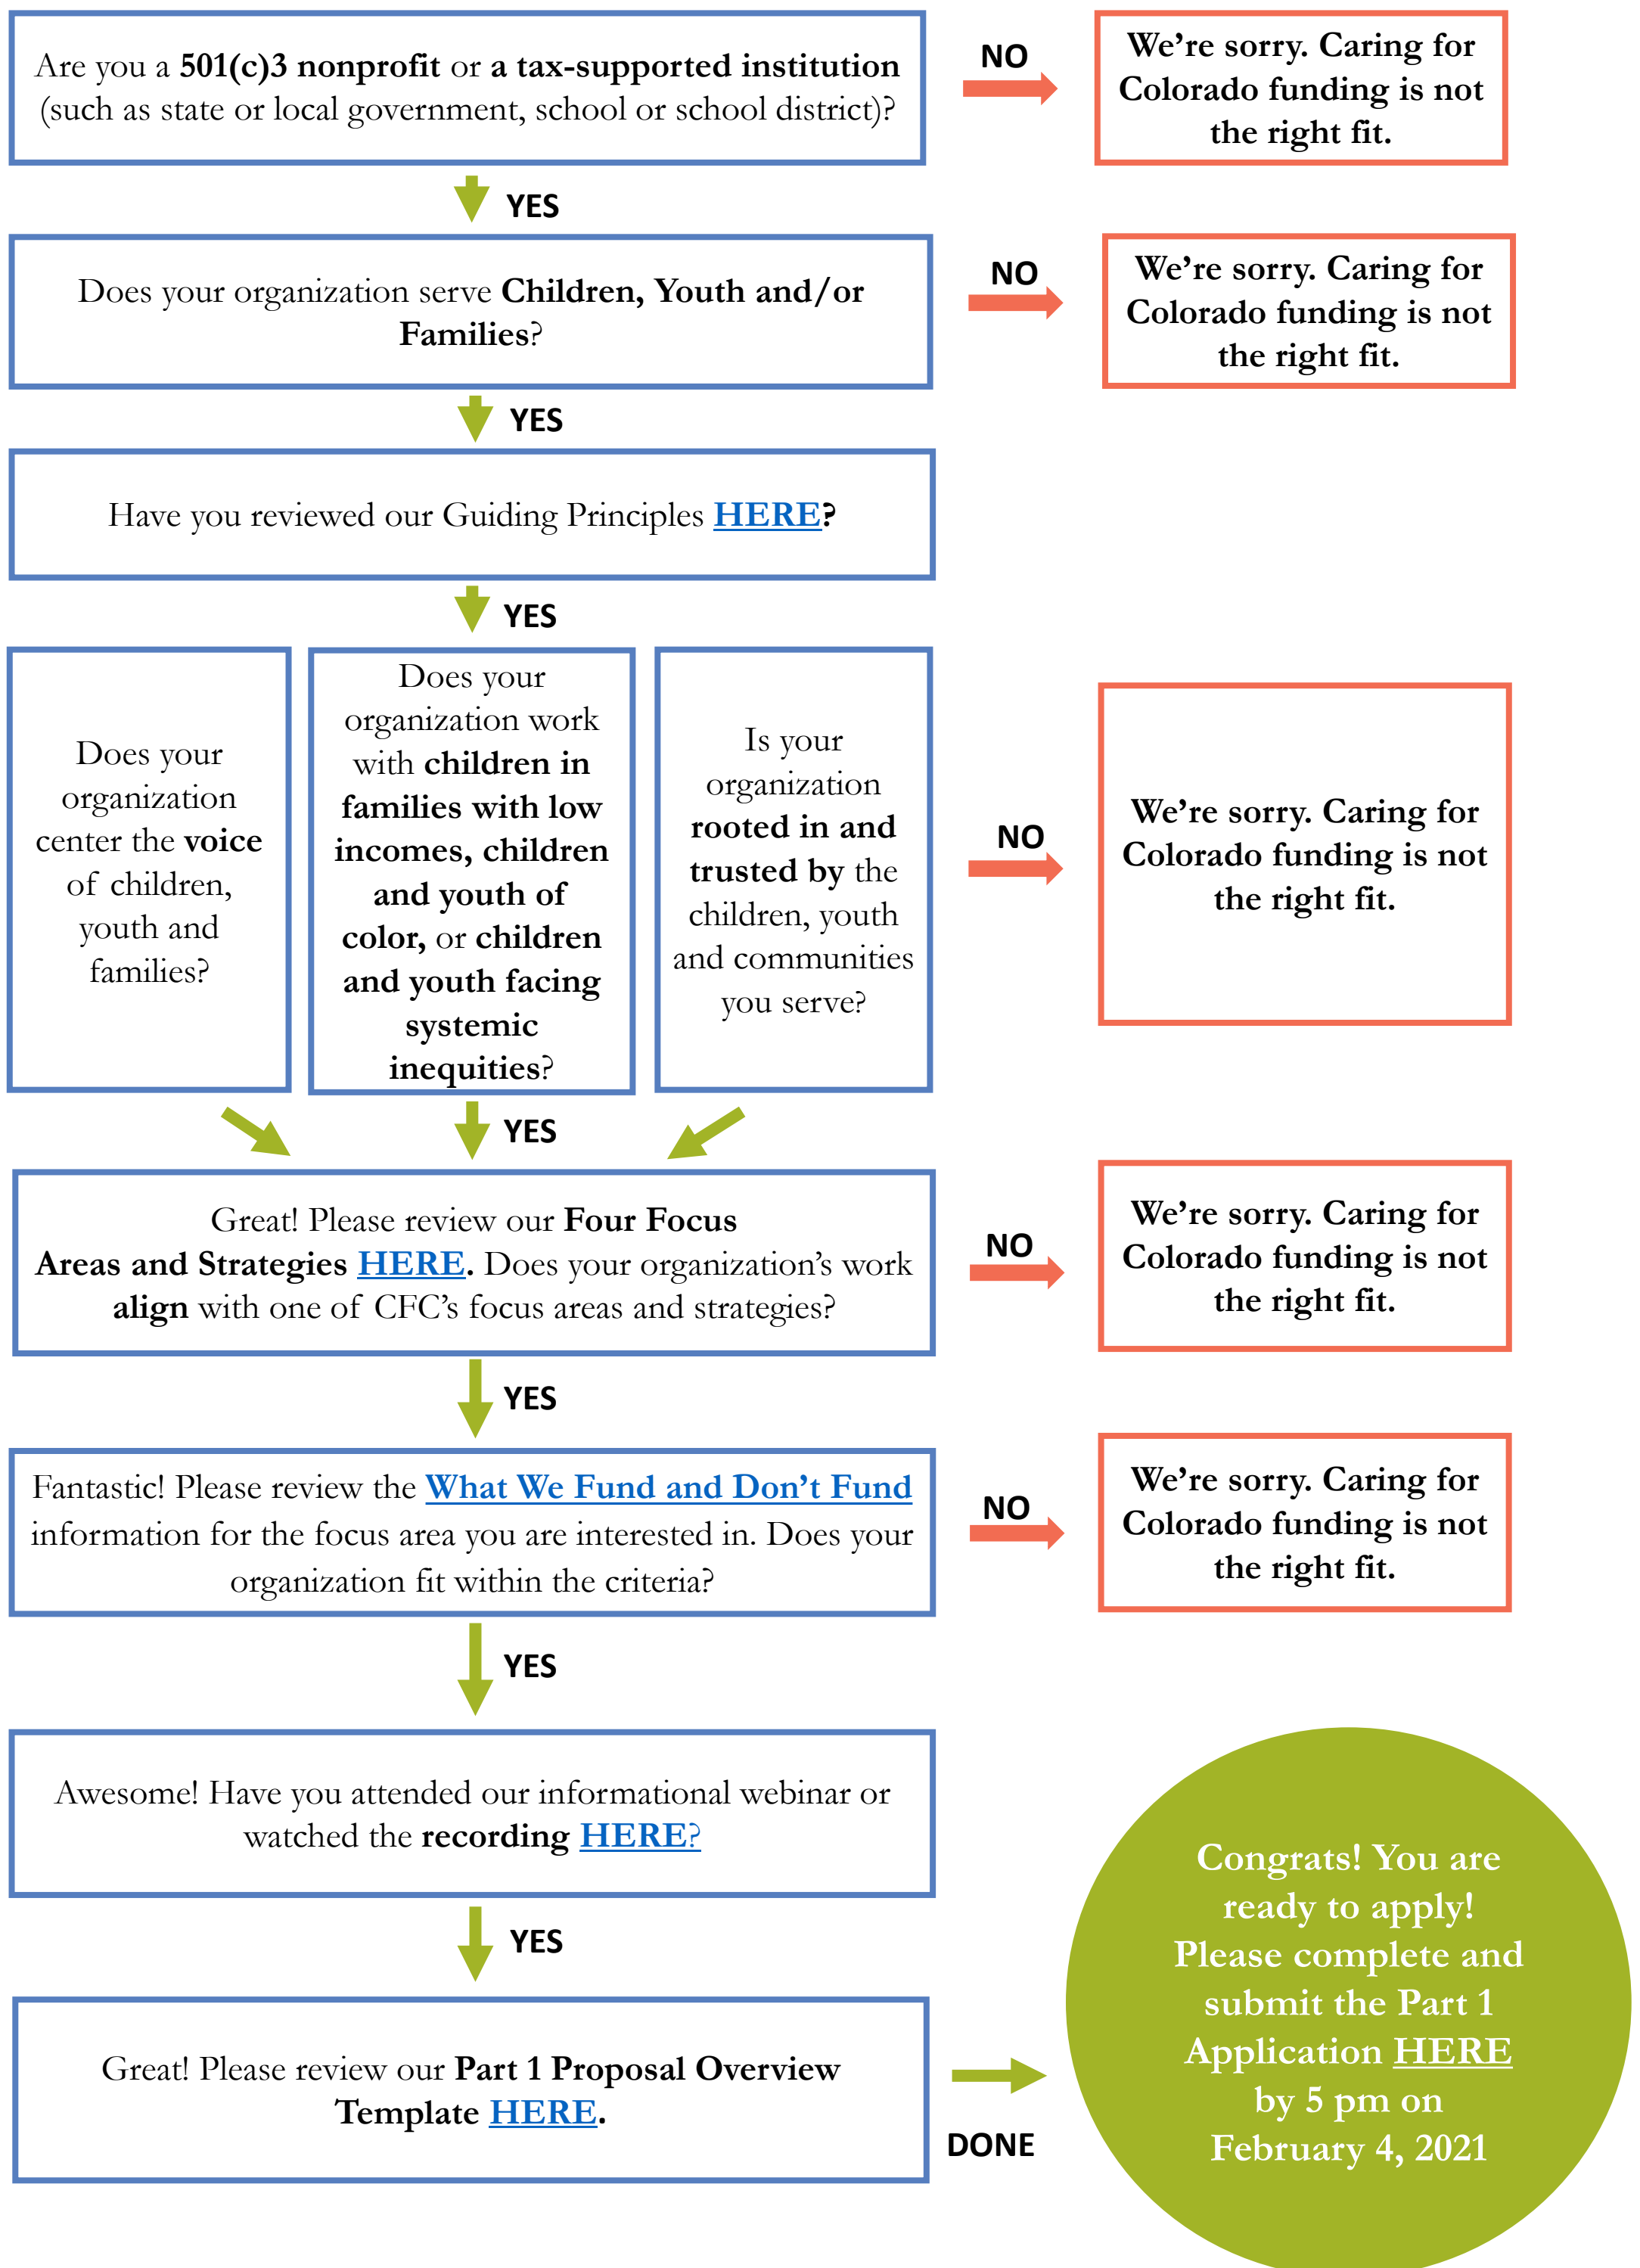 Are you a 501(c)3 nonprofit or a tax-supported institution
(such as state or local government, school or school district)?
NO
We’re sorry. Caring for
Colorado funding is not
the right fit.
YES
Does your organization serve Children, Youth and/or
Families?
NO
We’re sorry. Caring for
Colorado funding is not
the right fit.
YES
Have you reviewed our Guiding Principles HERE?
YES
Does your
organization
center the voice
of children,
youth and
families?
Does your
organization work
with children in
families with low
incomes, children
and youth of
color, or children
and youth facing
systemic
inequities?
Is your
organization
rooted in and
trusted by the
children, youth
and communities
you serve?
NO
We’re sorry. Caring for
Colorado funding is not
the right fit.
YES
Great! Please review our Four Focus
Areas and Strategies HERE. Does your organization’s work
align with one of CFC’s focus areas and strategies?
NO
We’re sorry. Caring for
Colorado funding is not
the right fit.
YES
Fantastic! Please review the What We Fund and Don’t Fund
information for the focus area you are interested in. Does your
organization fit within the criteria?
NO
We’re sorry. Caring for
Colorado funding is not
the right fit.
YES
Awesome! Have you attended our informational webinar or
watched the recording HERE?
YES
Great! Please review our Part 1 Proposal Overview
Template HERE.
DONE
Congrats! You are
ready to apply!
Please complete and
submit the Part 1
Application HERE
by 5 pm on
February 4, 2021